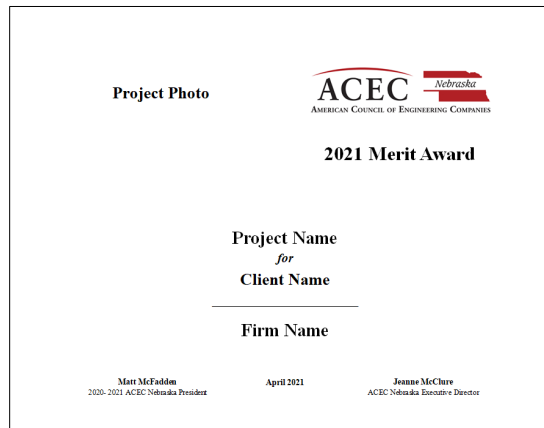 Project Photo
ACEC Nebraska
AMERICAN COUNCIL OF ENGINEERING COMPANIES
2021 Merit Award
Project Name
for
Client Name
Firm Name
Matt McFadden
2020- 2021 ACEC Nebraska President
April 2021
Jeanne McClure
ACEC Nebraska Executive Director